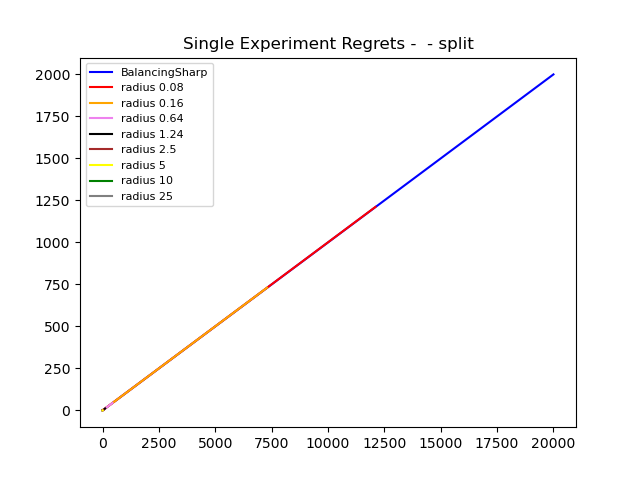 Single Experiment Regrets -  - split
BalancingSharp
radius 0.08
radius 0.16
radius 0.64
radius 1.24
radius 2.5
radius 5
radius 10
radius 25
2000
1750
1500
1250
1000
750
500
250
0
0 2500 5000 7500 10000 12500 15000 17500 20000